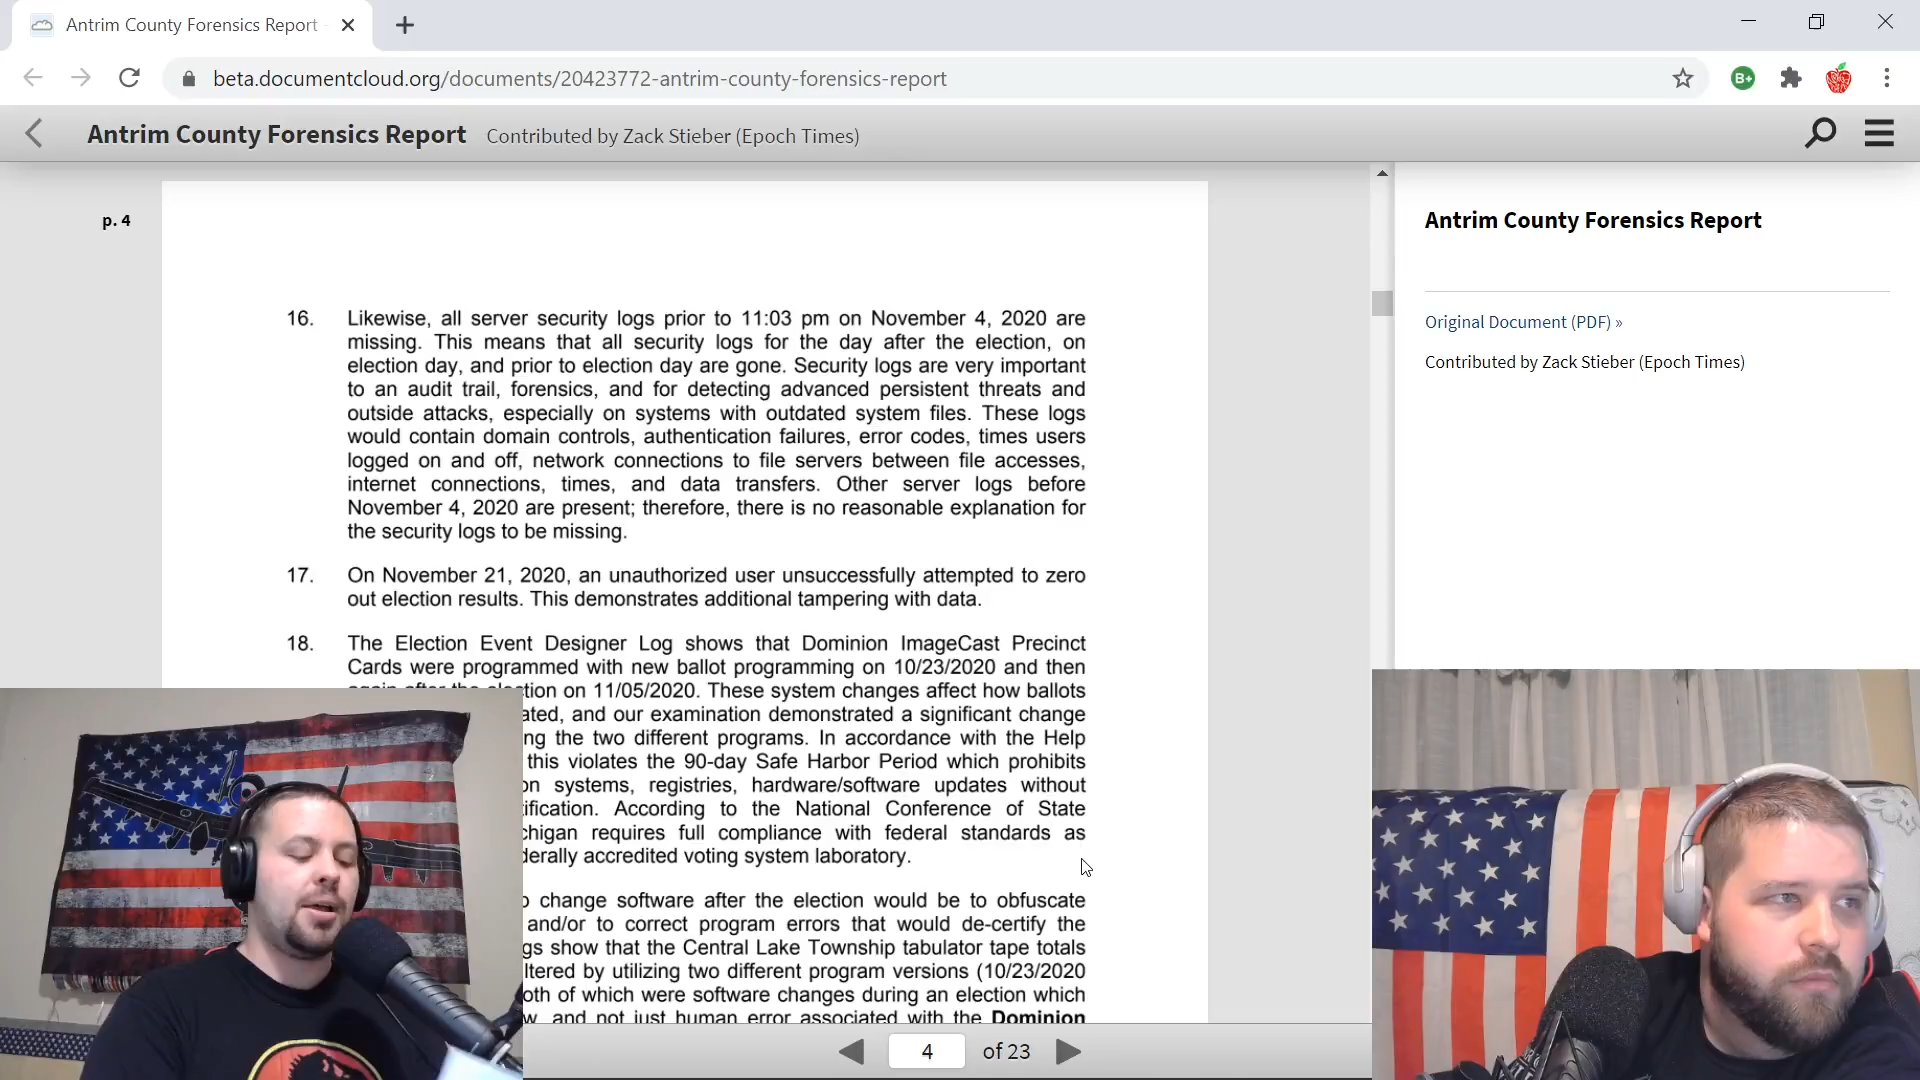 Antrim County Forensics Report
beta.documentcloud.org/documents/20423772-antrim-county-forensics-report
B+
Antrim County Forensics Report Contributed by Zack Stieber (Epoch Times)
p. 4
16. Likewise, all server security logs prior to 11:03 pm on November 4, 2020 are
missing. This means that all security logs for the day after the election, on
election day, and prior to election day are gone. Security logs are very important
to an audit trail, forensics, and for detecting advanced persistent threats and
outside attacks, especially on systems with outdated system files. These logs
would contain domain controls, authentication failures, error codes, times users
logged on and off, network connections to file servers between file accesses,
internet connections, times, and data transfers. Other server logs before
November 4, 2020 are present; therefore, there is no reasonable explanation for
the security logs to be missing.
17. On November 21, 2020, an unauthorized user unsuccessfully attempted to zero
out election results. This demonstrates additional tampering with data.
18. The Election Event Designer Log shows that Dominion ImageCast Precinct
Cards were programmed with new ballot programming on 10/23/2020 and then
again after the election on 11/05/2020. These system changes affect how ballots
ated, and our examination demonstrated a significant change
ng the two different programs. In accordance with the Help
this violates the 90-day Safe Harbor Period which prohibits
on systems, registries, hardware/software updates without
ification. According to the National Conference of State
chigan requires full compliance with federal standards as
derally accredited voting system laboratory.
o change software after the election would be to obfuscate
and/or to correct program errors that would de-certify the
gs show that the Central Lake Township tabulator tape totals
ltered by utilizing two different program versions (10/23/2020
oth of which were software changes during an election which
w, and not just human error associated with the Dominion
4 of 23
Antrim County Forensics Report
Original Document (PDF) »
Contributed by Zack Stieber (Epoch Times)